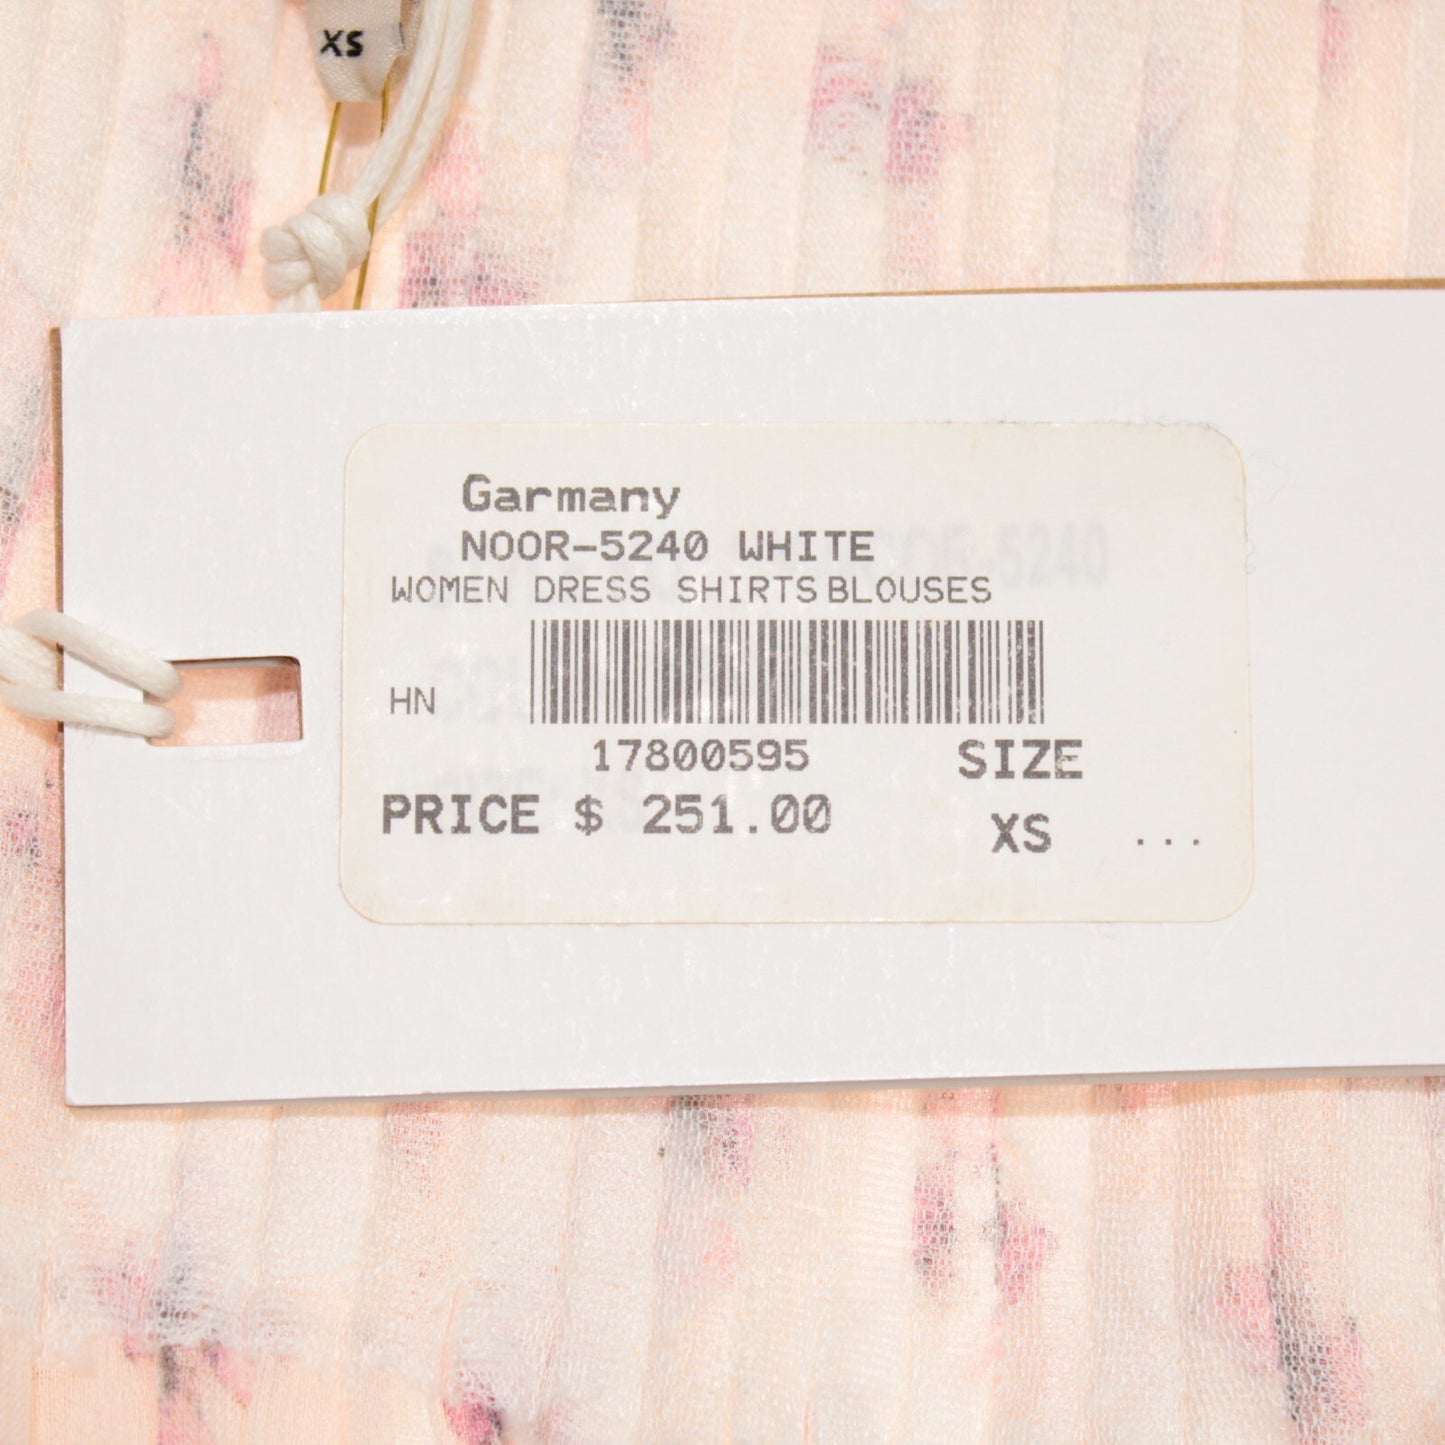 XS
Garmany
NOOR-5240 WHITE
WOMEN DRESS SHIRTS BLOUSES
HN
17800595
SIZE
PRICE $ 251.00
XS ...